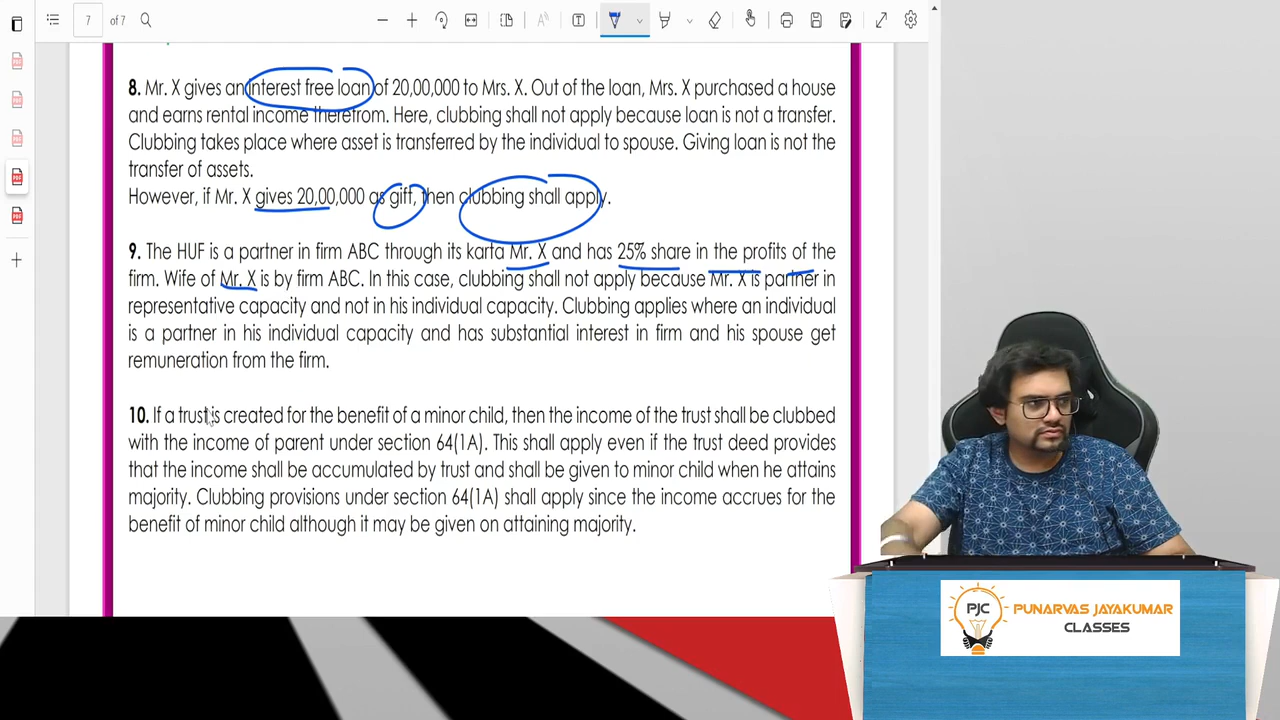 7 of 7
8. Mr. X gives an interest free loan of 20,00,000 to Mrs. X. Out of the loan, Mrs. X purchased a house
and earns rental income therefrom. Here, clubbing shall not apply because loan is not a transfer.
Clubbing takes place where asset is transferred by the individual to spouse. Giving loan is not the
transfer of assets.
However, if Mr. X gives 20,00,000 as gift, then clubbing shall apply.
9. The HUF is a partner in firm ABC through its karta Mr. X and has 25% share in the profits of the
firm. Wife of Mr. X is by firm ABC. In this case, clubbing shall not apply because Mr. X is partner in
representative capacity and not in his individual capacity. Clubbing applies where an individual
is a partner in his individual capacity and has substantial interest in firm and his spouse get
remuneration from the firm.
10. If a trust is created for the benefit of a minor child, then the income of the trust shall be clubbed
with the income of parent under section 64(1A). This shall apply even if the trust deed provides
that the income shall be accumulated by trust and shall be given to minor child when he attains
majority. Clubbing provisions under section 64(1A) shall apply since the income accrues for the
benefit of minor child although it may be given on attaining majority.
PJC PUNARVAS JAYAKUMAR
CLASSES